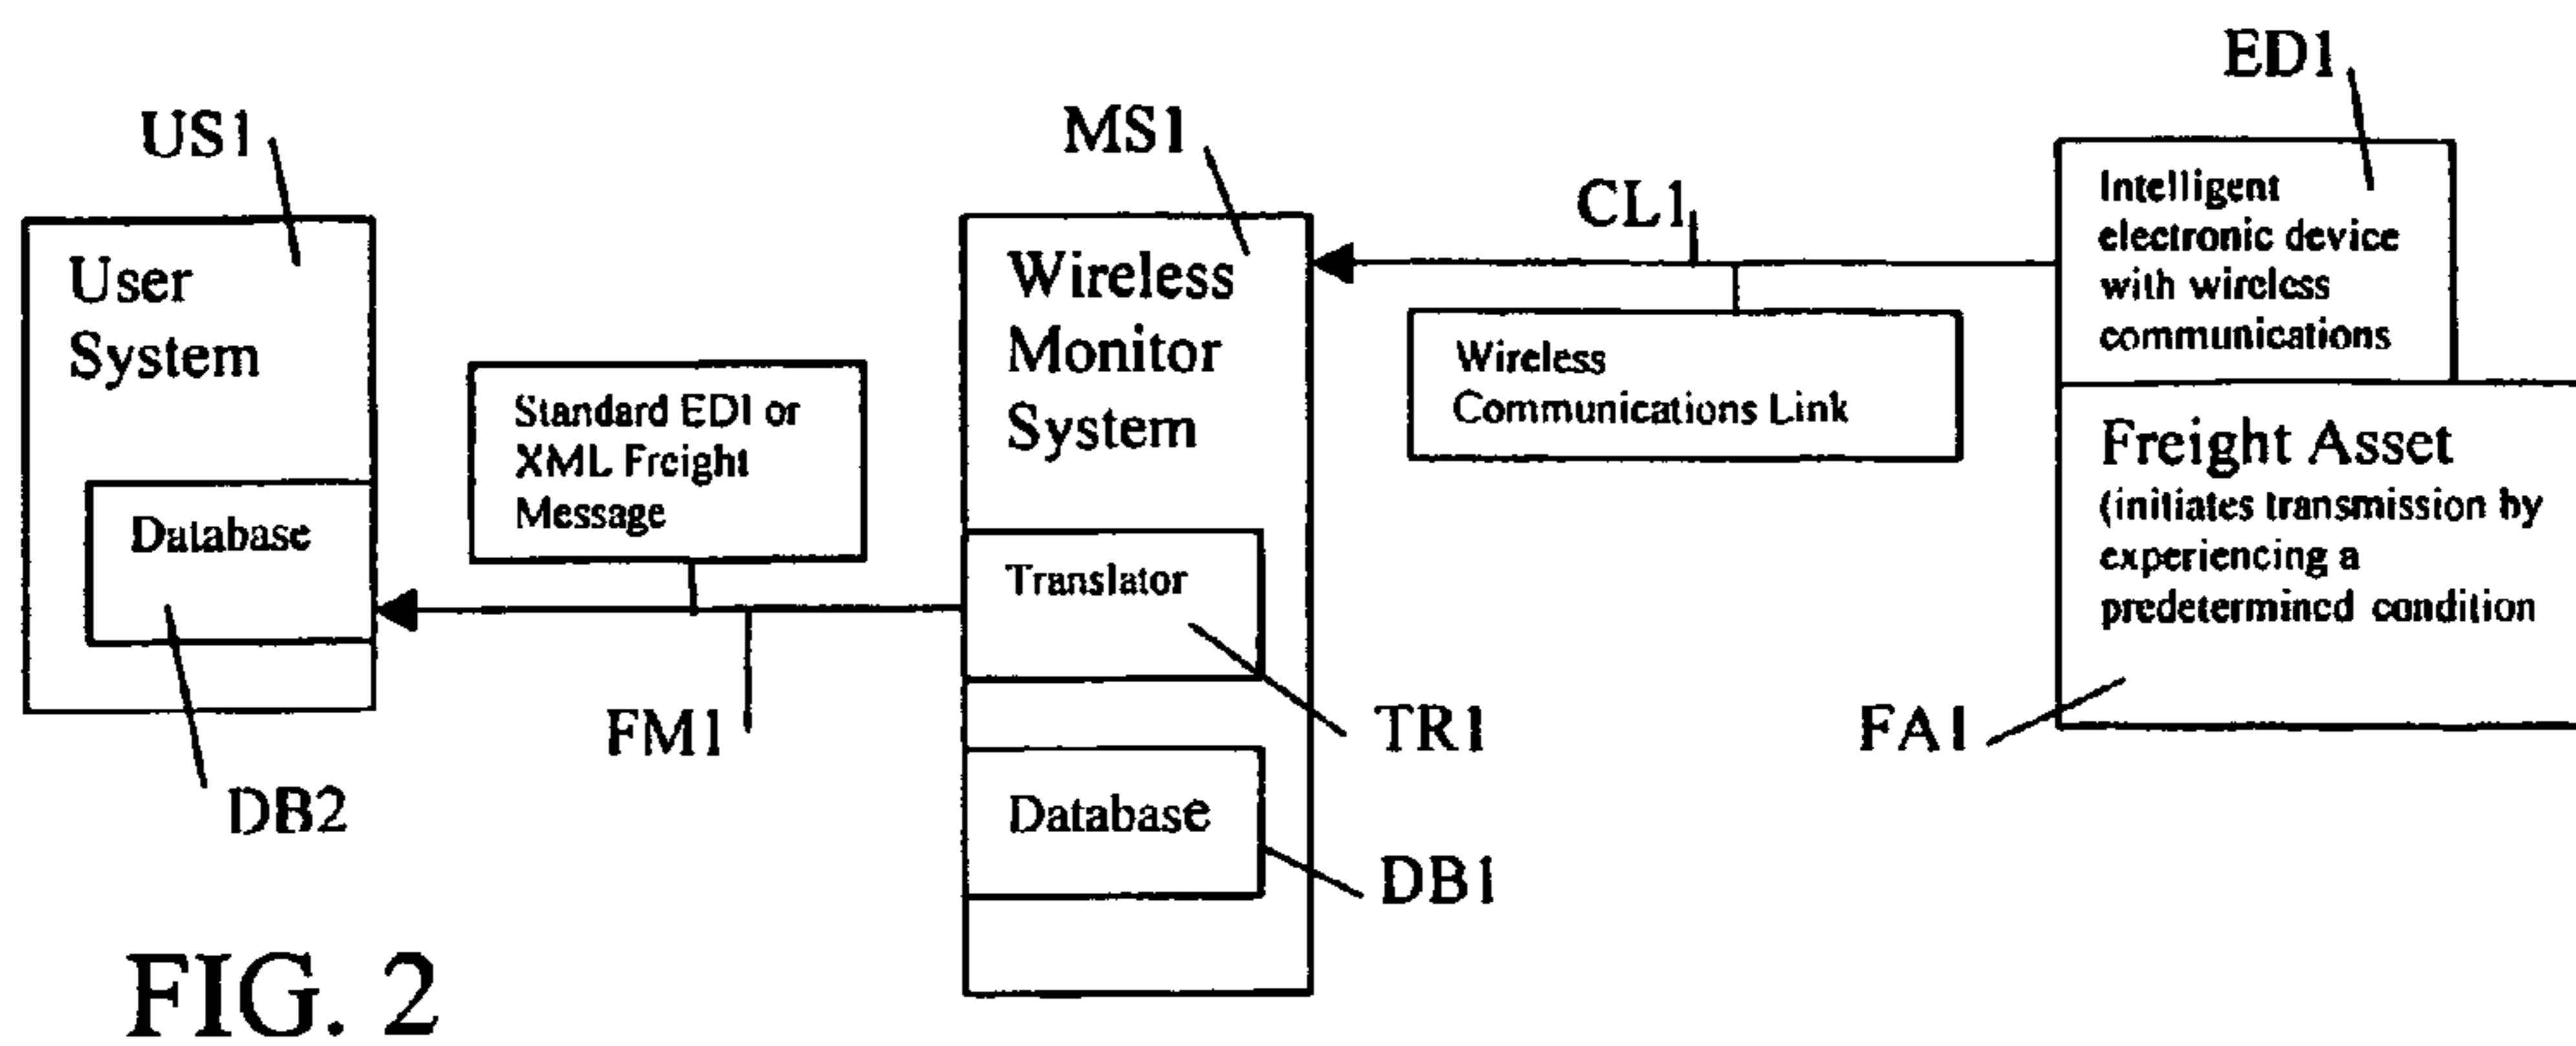 US1
User
System
Database
DB2
Standard EDI or
XML Freight
Message
FM1
MS1
Wireless
Monitor
System
Translator
TR1
Database
DB1
CL1
Wireless
Communications Link
ED1
Intelligent
electronic device
with wireless
communications
Freight Asset
(initiates transmission by
experiencing a
predetermined condition
FA1
FIG. 2